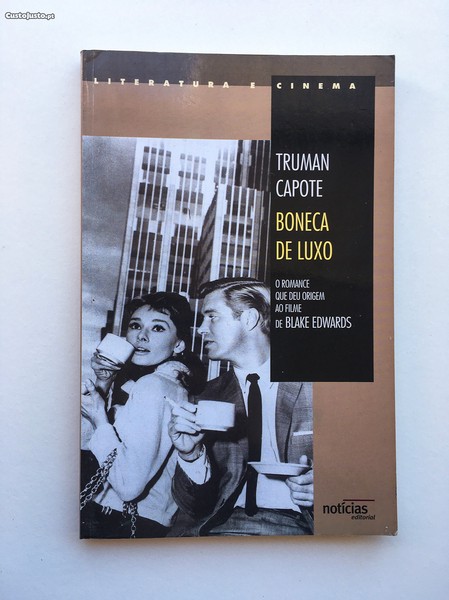 CustoJusto.pt
LITERATURA E CINEMA
TRUMAN
CAPOTE
BONECA
DE LUXO
O ROMANCE
QUE DEU ORIGEM
AO FILME
DE BLAKE EDWARDS
notícias
editorial